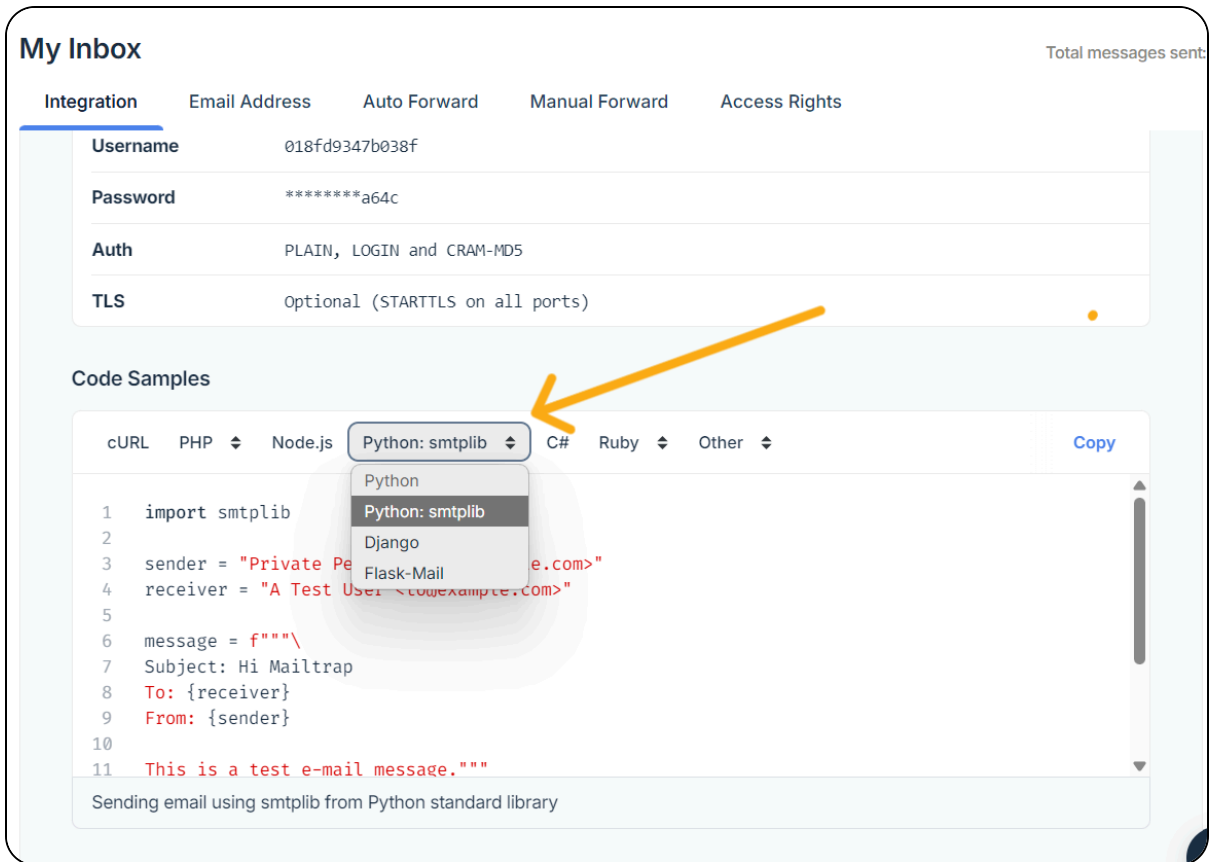 My Inbox
Total messages sent:
Integration Email Address Auto Forward Manual Forward Access Rights
Username 018fd9347b038f
Password ********a64c
Auth PLAIN, LOGIN and CRAM-MD5
TLS Optional (STARTTLS on all ports)
Code Samples
cURL PHP Node.js Python: smtplib C# Ruby Other Copy
Python
Python: smtplib
Django
Flask-Mail
1 import smtplib
2
3 sender = "Private e.com>"
4 receiver = "A Test User <to@example.com>"
5
6 message = f"""\
7 Subject: Hi Mailtrap
8 To: {receiver}
9 From: {sender}
10
11 This is a test e-mail message."""
Sending email using smtplib from Python standard library